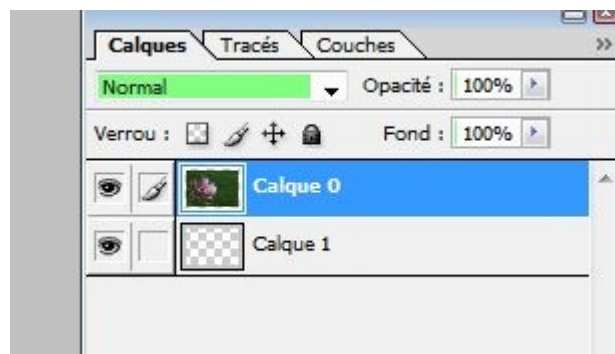 Calques Tracés Couches
Normal Opacité : 100%
Verrou : Fond : 100%
Calque 0
Calque 1